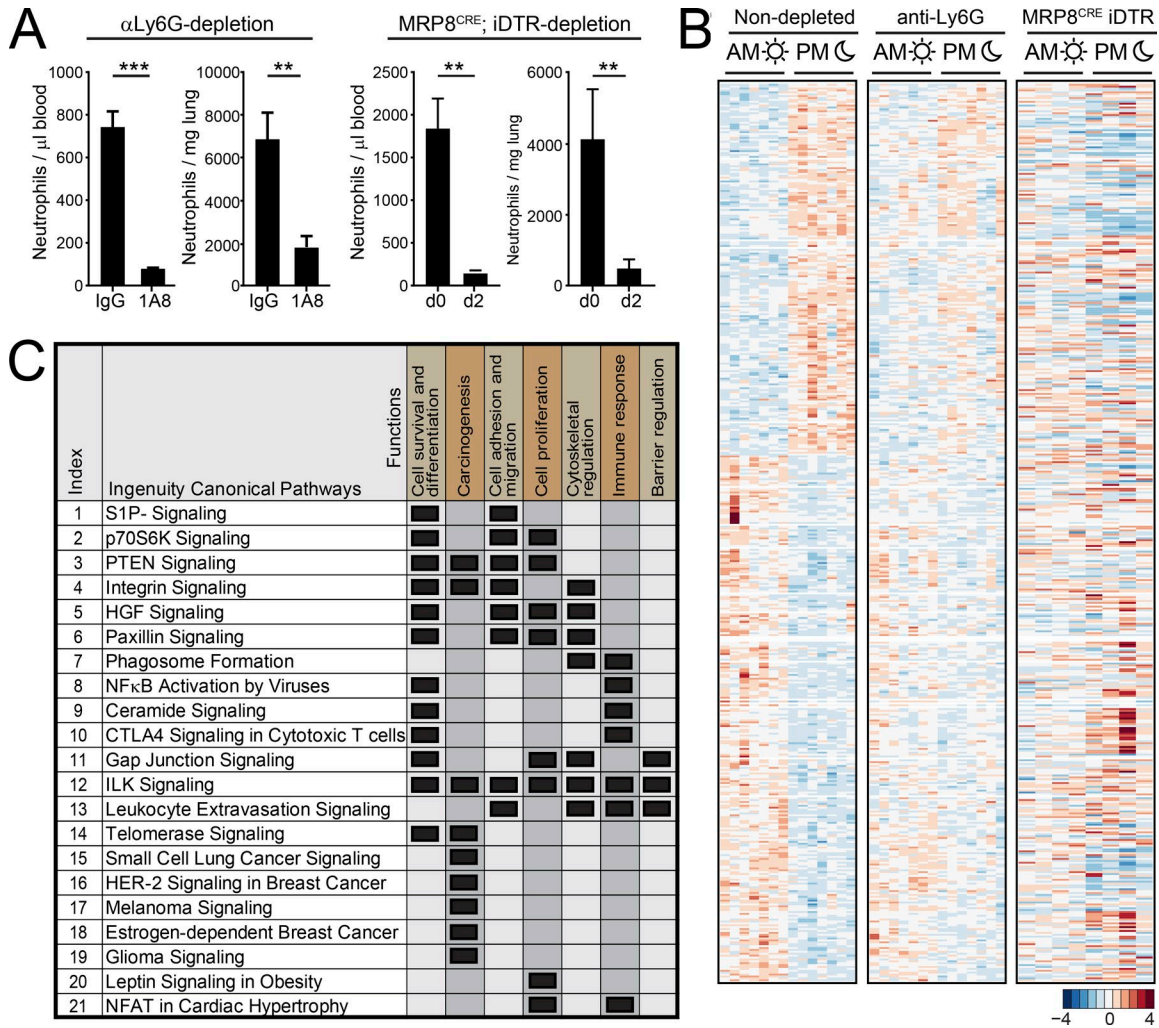 A
αLy6G-depletion
MRP8CRE; iDTR-depletion
***
**
**
**
Neutrophils / μl blood
1000
800
600
400
200
0
IgG 1A8
Neutrophils / mg lung
10000
8000
6000
4000
2000
0
IgG 1A8
Neutrophils / μl blood
2500
2000
1500
1000
500
0
d0 d2
Neutrophils / mg lung
6000
4000
2000
0
d0 d2
B
Non-depleted
anti-Ly6G
MRP8CRE iDTR
AM PM
AM PM
AM PM
−4 0 4
C
Index
Ingenuity Canonical Pathways
Functions
Cell survival and
differentiation
Carcinogenesis
Cell adhesion and
migration
Cell proliferation
Cytoskeletal
regulation
Immune response
Barrier regulation
1 S1P- Signaling
2 p70S6K Signaling
3 PTEN Signaling
4 Integrin Signaling
5 HGF Signaling
6 Paxillin Signaling
7 Phagosome Formation
8 NFκB Activation by Viruses
9 Ceramide Signaling
10 CTLA4 Signaling in Cytotoxic T cells
11 Gap Junction Signaling
12 ILK Signaling
13 Leukocyte Extravasation Signaling
14 Telomerase Signaling
15 Small Cell Lung Cancer Signaling
16 HER-2 Signaling in Breast Cancer
17 Melanoma Signaling
18 Estrogen-dependent Breast Cancer
19 Glioma Signaling
20 Leptin Signaling in Obesity
21 NFAT in Cardiac Hypertrophy